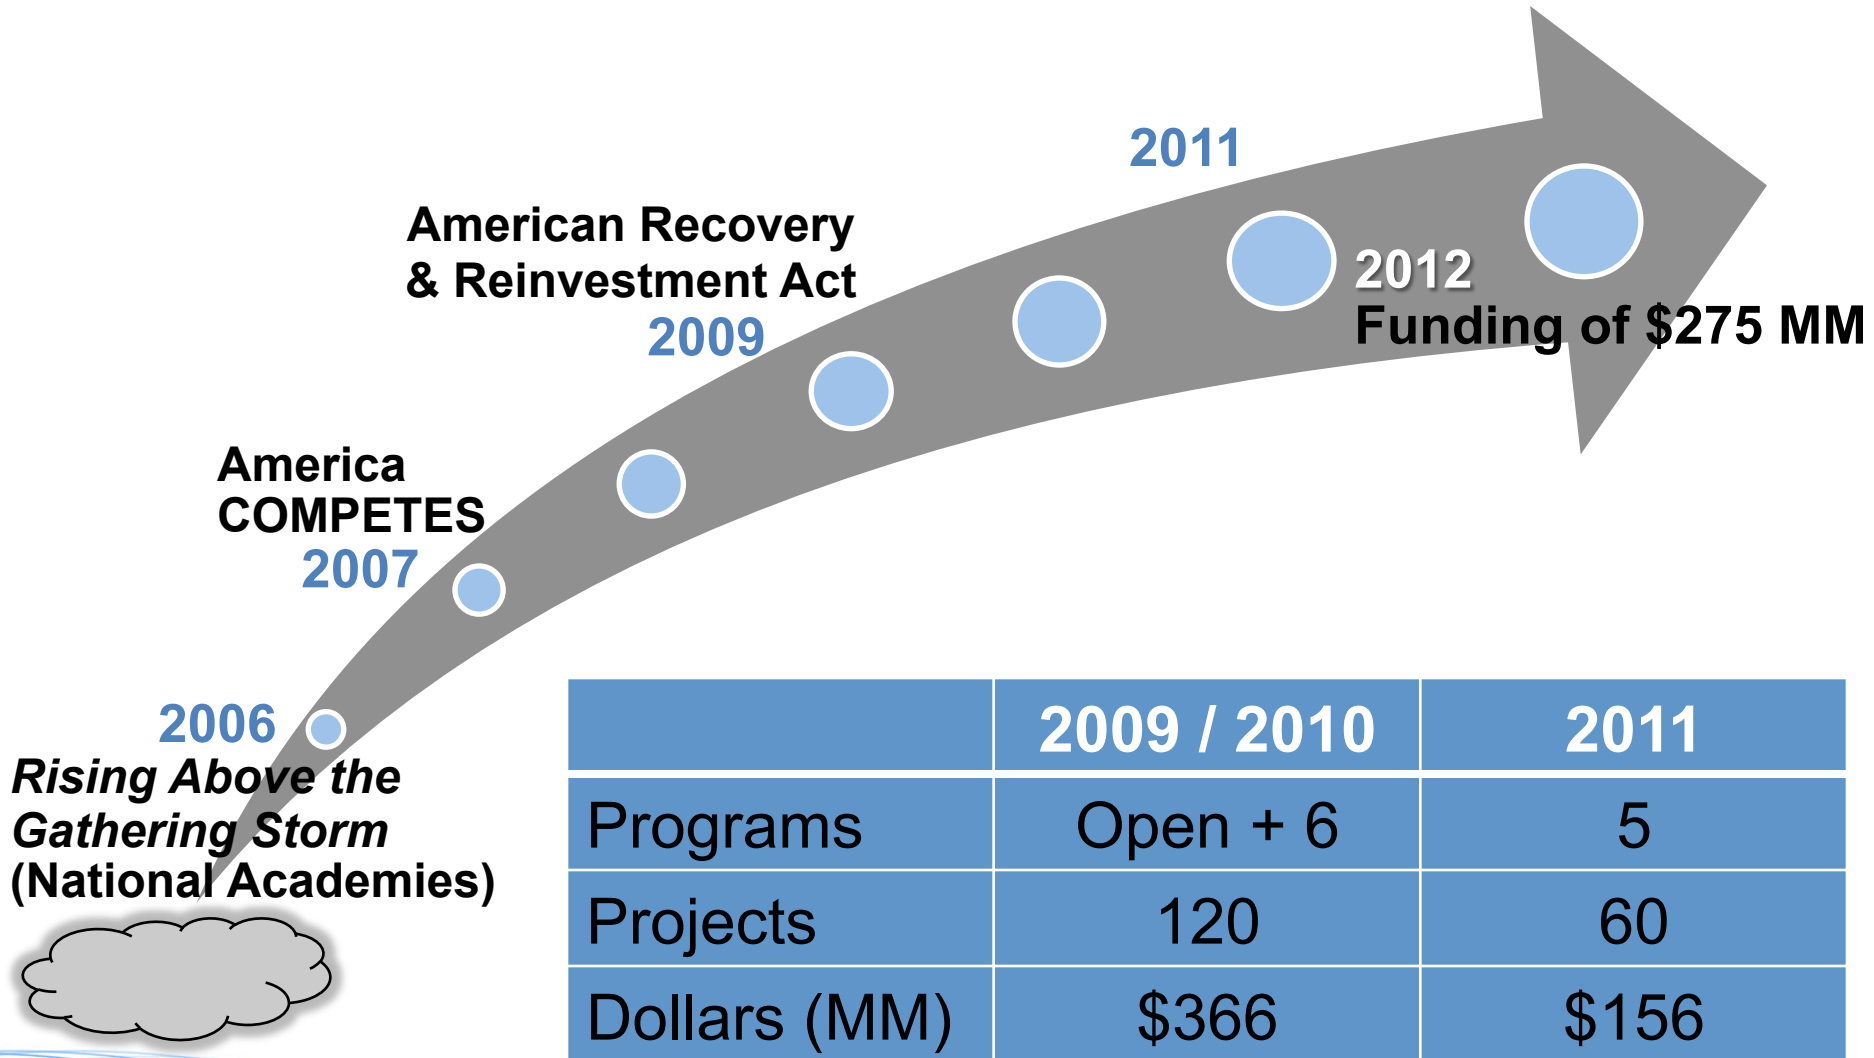 2011
American Recovery
& Reinvestment Act
2009
2012
Funding of $275 MM
America
COMPETES
2007
2006
Rising Above the
Gathering Storm
(National Academies)
2009 / 2010 2011
Programs Open + 6 5
Projects 120 60
Dollars (MM) $366 $156